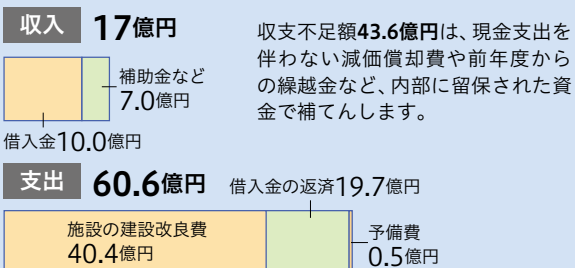 収入 17億円
収支不足額43.6億円は、現金支出を
伴わない減価償却費や前年度から
の繰越金など、内部に留保された資
金で補てんします。
補助金など
7.0億円
借入金10.0億円
支出 60.6億円 借入金の返済19.7億円
施設の建設改良費
40.4億円
予備費
0.5億円